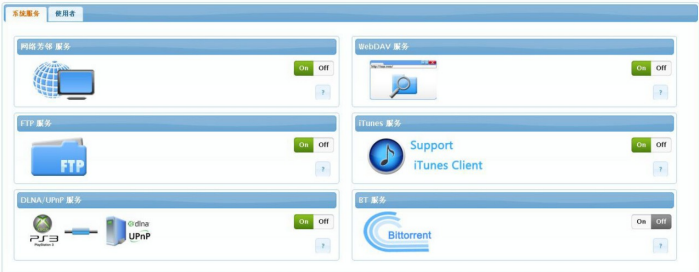 系统服务 使用者
网络芳邻 服务
On Off
?
WebDAV 服务
On Off
?
FTP 服务
FTP
On Off
?
iTunes 服务
Support
iTunes Client
On Off
?
DLNA/UPnP 服务
PS3
PlayStation 3
dlna
UPnP
On Off
?
BT 服务
Bittorrent
On Off
?